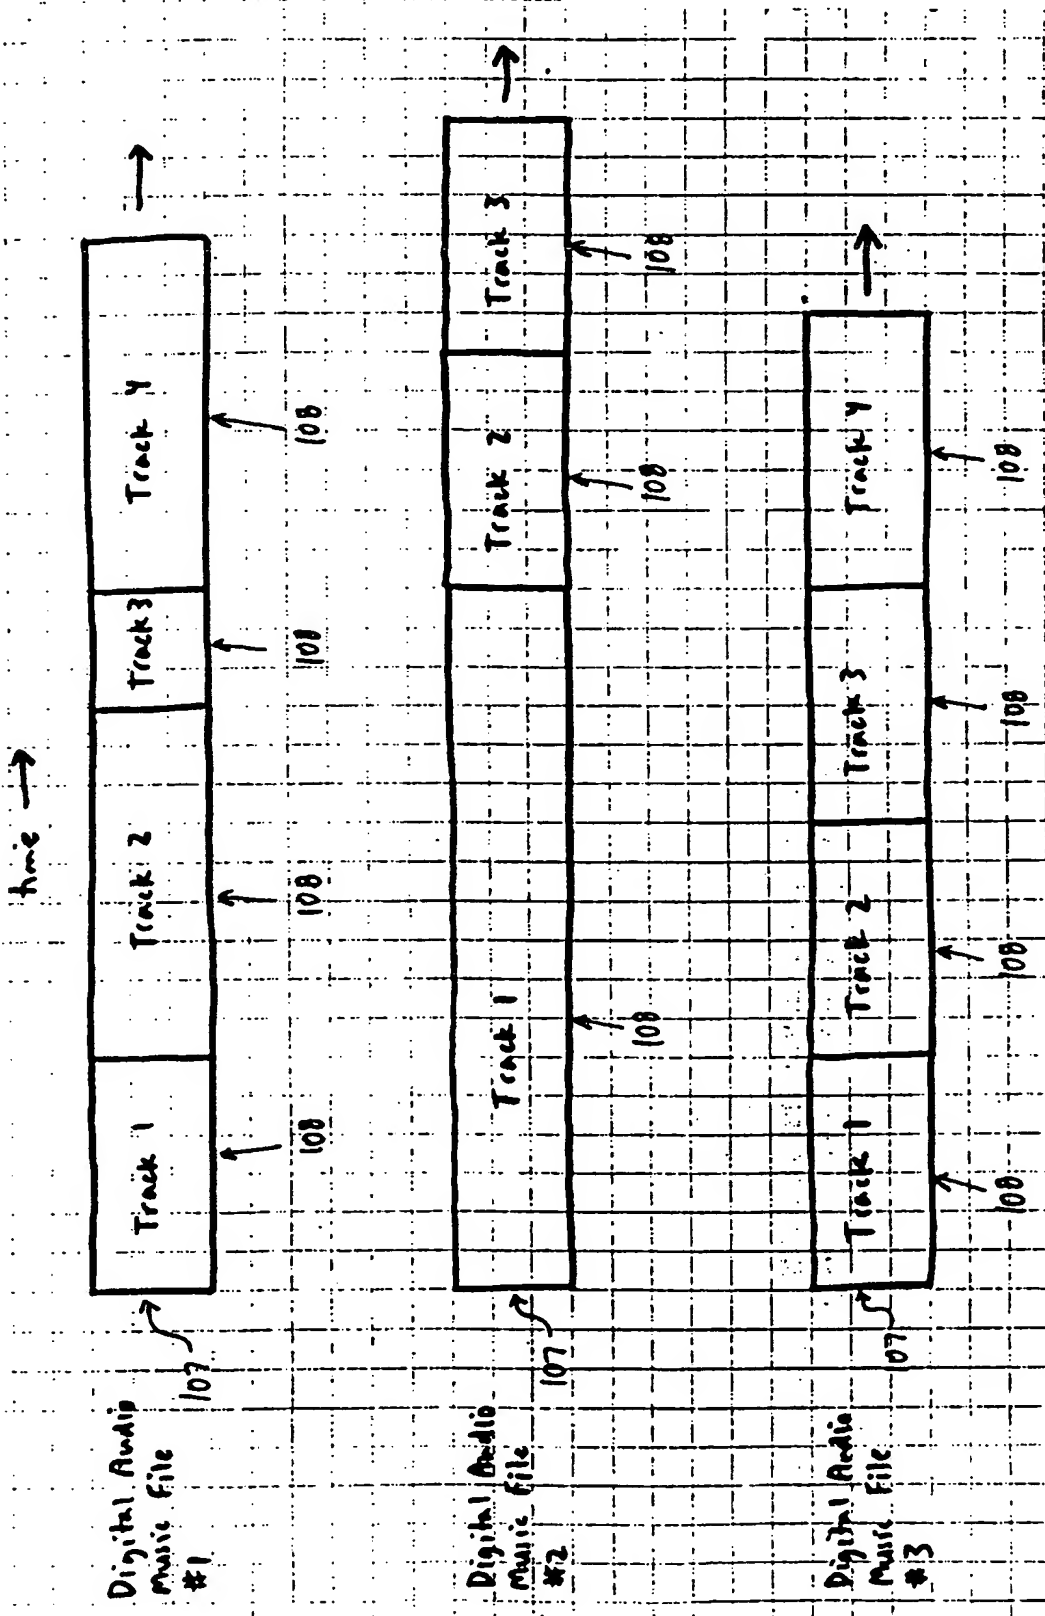 time
Digital Audio
Music File
#1
107
Track 1
Track 2
Track 3
Track 4
108
108
108
108
Digital Audio
Music File
#2
107
Track 1
Track 2
Track 3
108
108
108
Digital Audio
Music File
#3
107
Track 1
Track 2
Track 3
Track 4
108
108
108
108